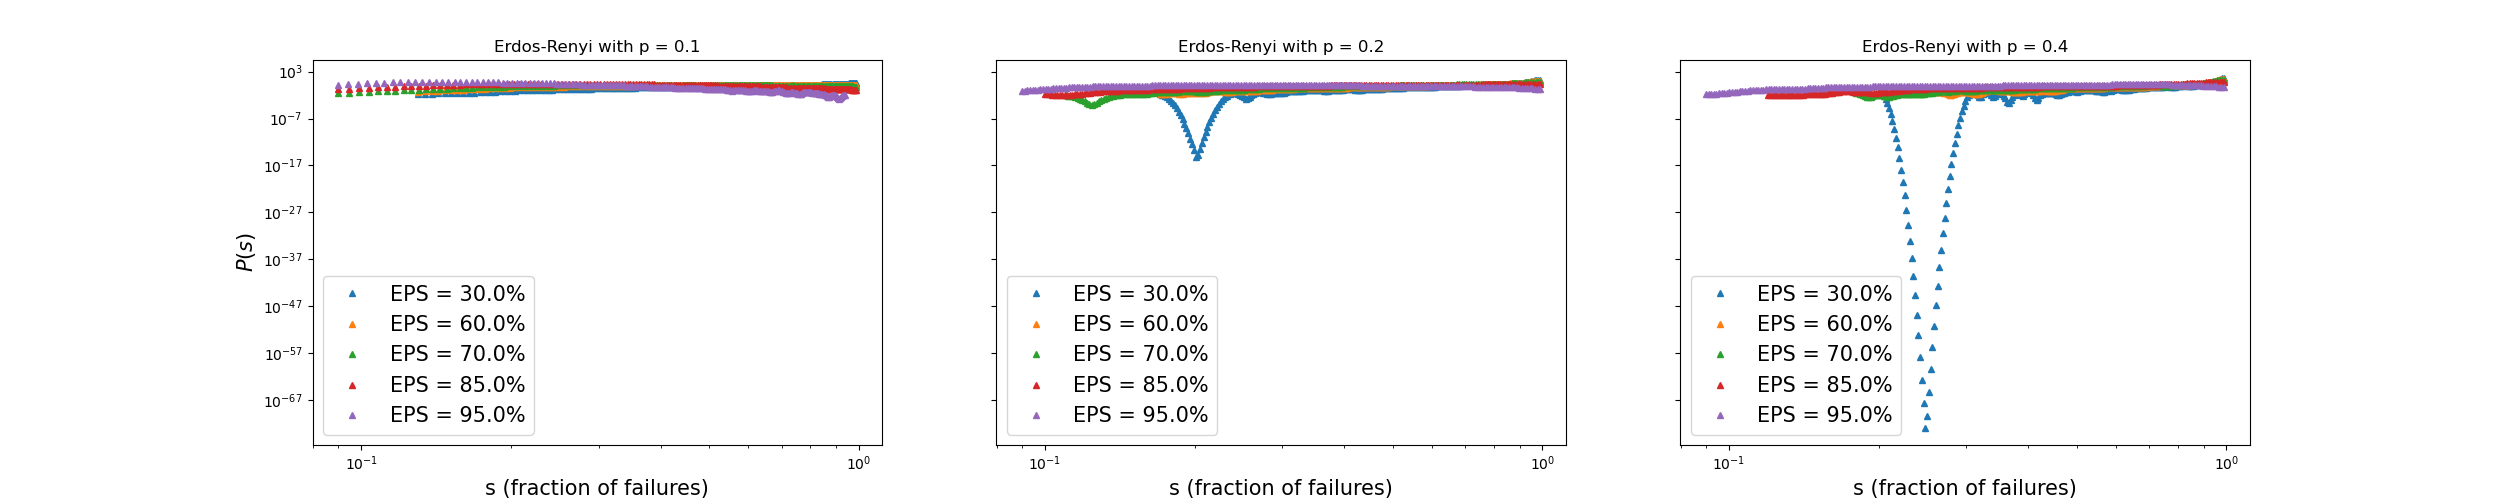 Erdos-Renyi with p = 0.1
10^3
10^-7
10^-17
10^-27
10^-37
10^-47
10^-57
10^-67
P(s)
EPS = 30.0%
EPS = 60.0%
EPS = 70.0%
EPS = 85.0%
EPS = 95.0%
10^-1
10^0
s (fraction of failures)
Erdos-Renyi with p = 0.2
EPS = 30.0%
EPS = 60.0%
EPS = 70.0%
EPS = 85.0%
EPS = 95.0%
10^-1
10^0
s (fraction of failures)
Erdos-Renyi with p = 0.4
EPS = 30.0%
EPS = 60.0%
EPS = 70.0%
EPS = 85.0%
EPS = 95.0%
10^-1
10^0
s (fraction of failures)